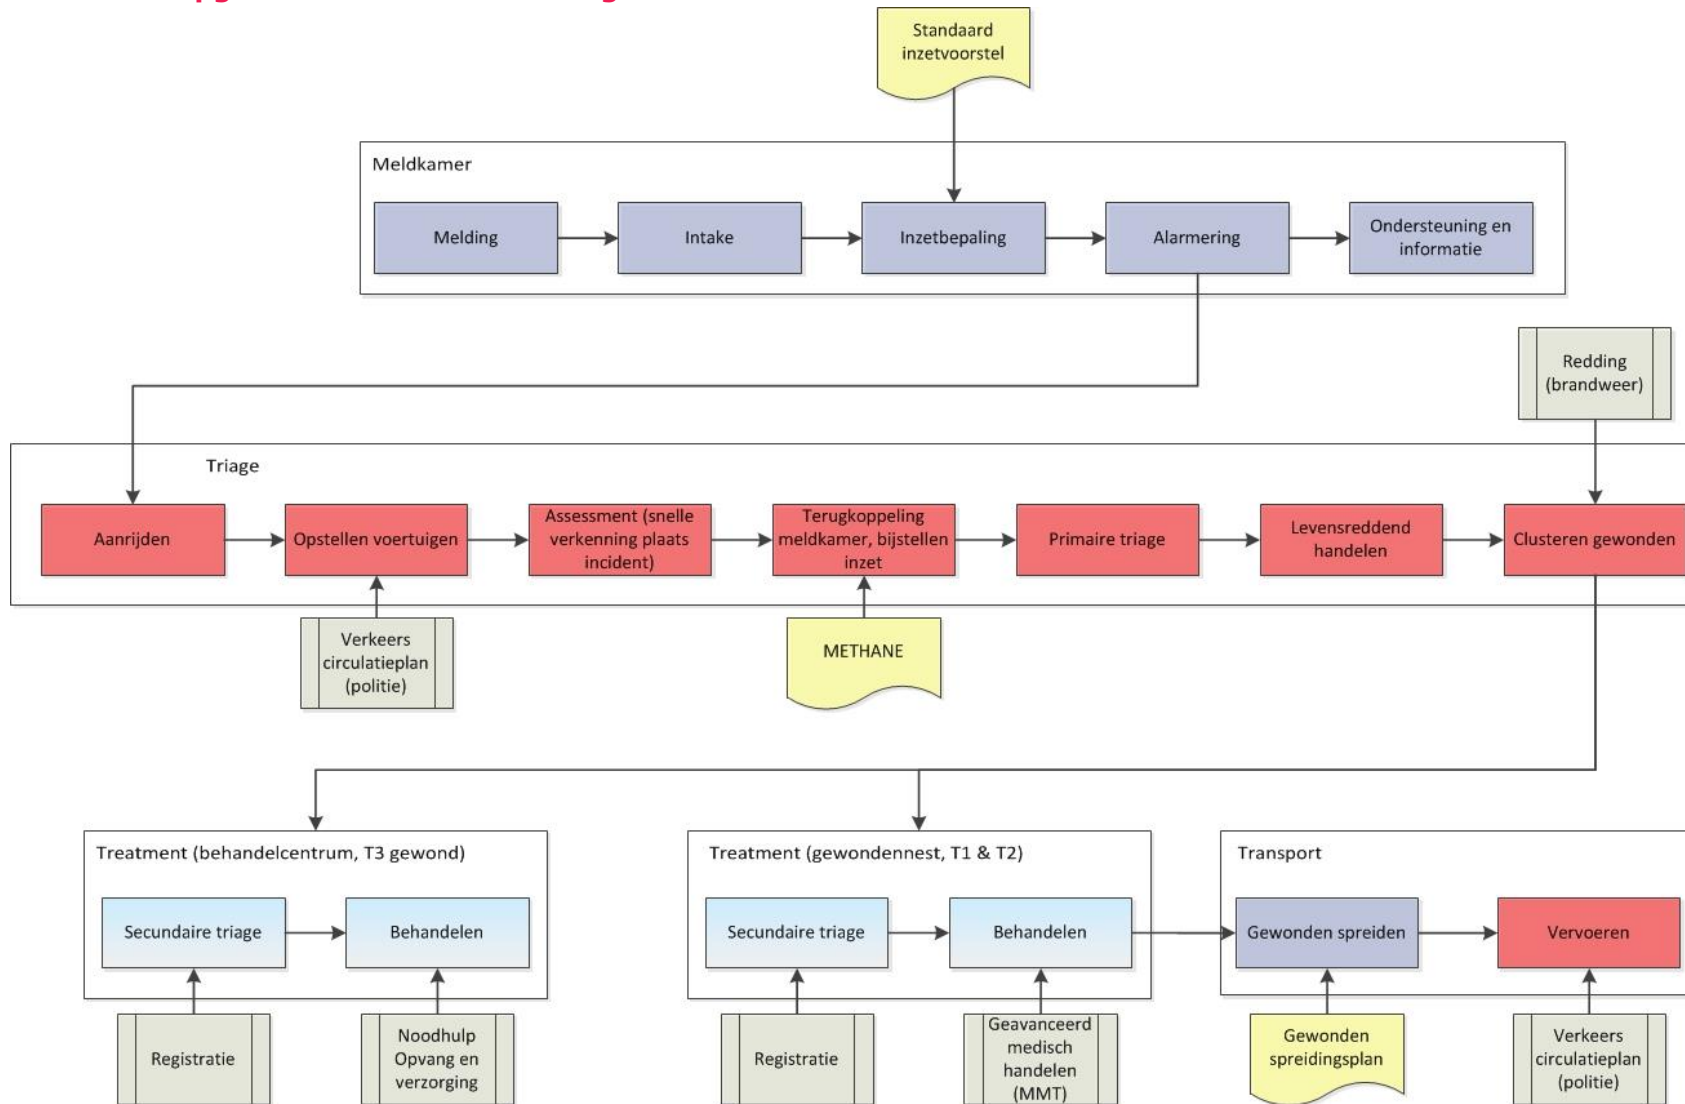 Standaard
inzetvoorstel
Meldkamer
Melding
Intake
Inzetbepaling
Alarmering
Ondersteuning en
informatie
Redding
(brandweer)
Triage
Aanrijden
Opstellen voertuigen
Assessment (snelle
verkenning plaats
incident)
Terugkoppeling
meldkamer, bijstellen
inzet
Primaire triage
Levensreddend
handelen
Clusteren gewonden
Verkeers
circulatieplan
(politie)
METHANE
Treatment (behandelcentrum, T3 gewond)
Secundaire triage
Behandelen
Registratie
Noodhulp
Opvang en
verzorging
Treatment (gewondennest, T1 & T2)
Secundaire triage
Behandelen
Registratie
Geavanceerd
medisch
handelen
(MMT)
Transport
Gewonden spreiden
Vervoeren
Gewonden
spreidingsplan
Verkeers
circulatieplan
(politie)